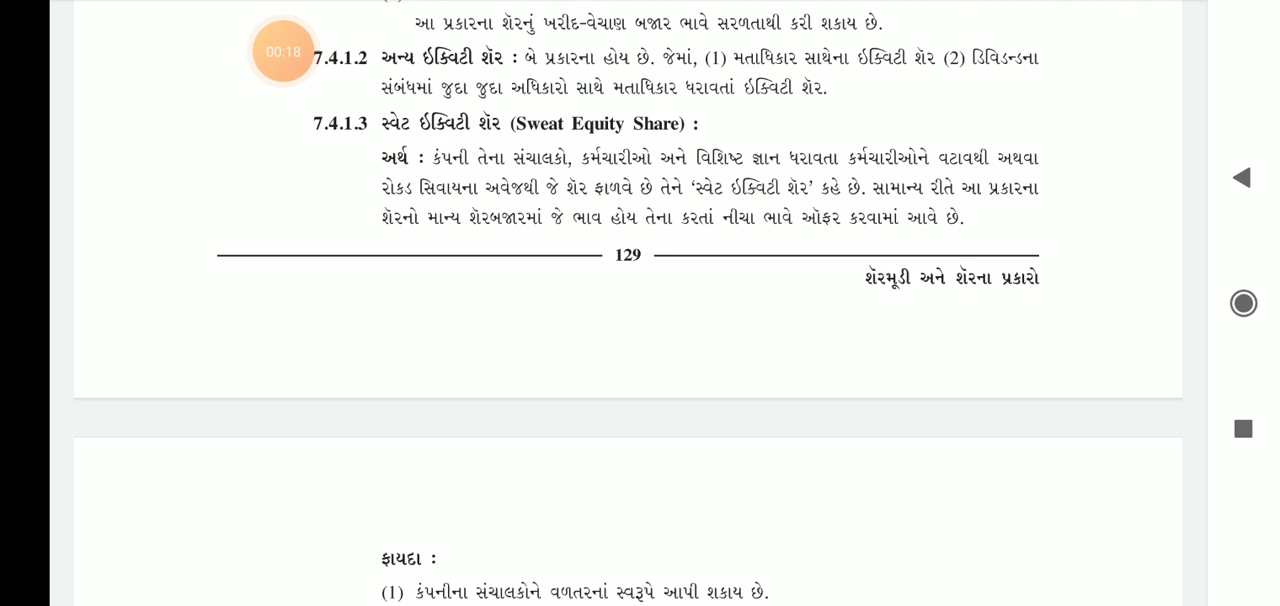 આ પ્રકારના શૅરનું ખરીદ-વેચાણ બજાર ભાવે સરળતાથી કરી શકાય છે.
00:18
7.4.1.2 અન્ય ઇક્વિટી શૅર : બે પ્રકારના હોય છે. જેમાં, (1) મતાધિકાર સાથેના ઇક્વિટી શૅર (2) ડિવિડન્ડના
સંબંધમાં જુદા જુદા અધિકારો સાથે મતાધિકાર ધરાવતાં ઇક્વિટી શૅર.
7.4.1.3 સ્વેટ ઇક્વિટી શૅર (Sweat Equity Share) :
અર્થ : કંપની તેના સંચાલકો, કર્મચારીઓ અને વિશિષ્ટ જ્ઞાન ધરાવતા કર્મચારીઓને વટાવથી અથવા
રોકડ સિવાયના અવેજથી જે શૅર ફાળવે છે તેને ‘સ્વેટ ઇક્વિટી શૅર’ કહે છે. સામાન્ય રીતે આ પ્રકારના
શૅરનો માન્ય શૅરબજારમાં જે ભાવ હોય તેના કરતાં નીચા ભાવે ઑફર કરવામાં આવે છે.
129
શૅરમૂડી અને શૅરના પ્રકારો
ફાયદા :
(1) કંપનીના સંચાલકોને વળતરનાં સ્વરૂપે આપી શકાય છે.